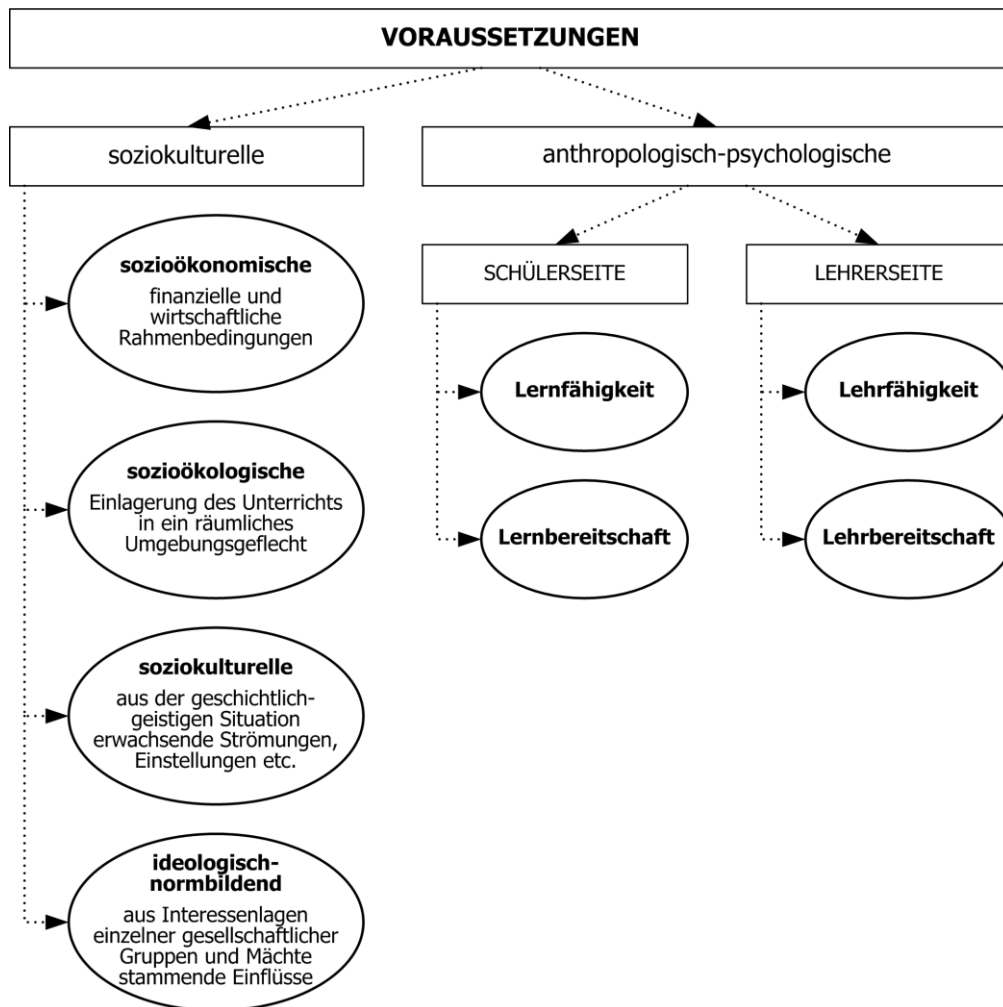 VORAUSSETZUNGEN
soziokulturelle
anthropologisch-psychologische
sozioökonomische
finanzielle und
wirtschaftliche
Rahmenbedingungen
sozioökologische
Einlagerung des Unterrichts
in ein räumliches
Umgebungsgeflecht
soziokulturelle
aus der geschichtlich-
geistigen Situation
erwachsende Strömungen,
Einstellungen etc.
ideologisch-
normbildend
aus Interessenlagen
einzelner gesellschaftlicher
Gruppen und Mächte
stammende Einflüsse
SCHÜLERSEITE
Lernfähigkeit
Lernbereitschaft
LEHRERSEITE
Lehrfähigkeit
Lehrbereitschaft